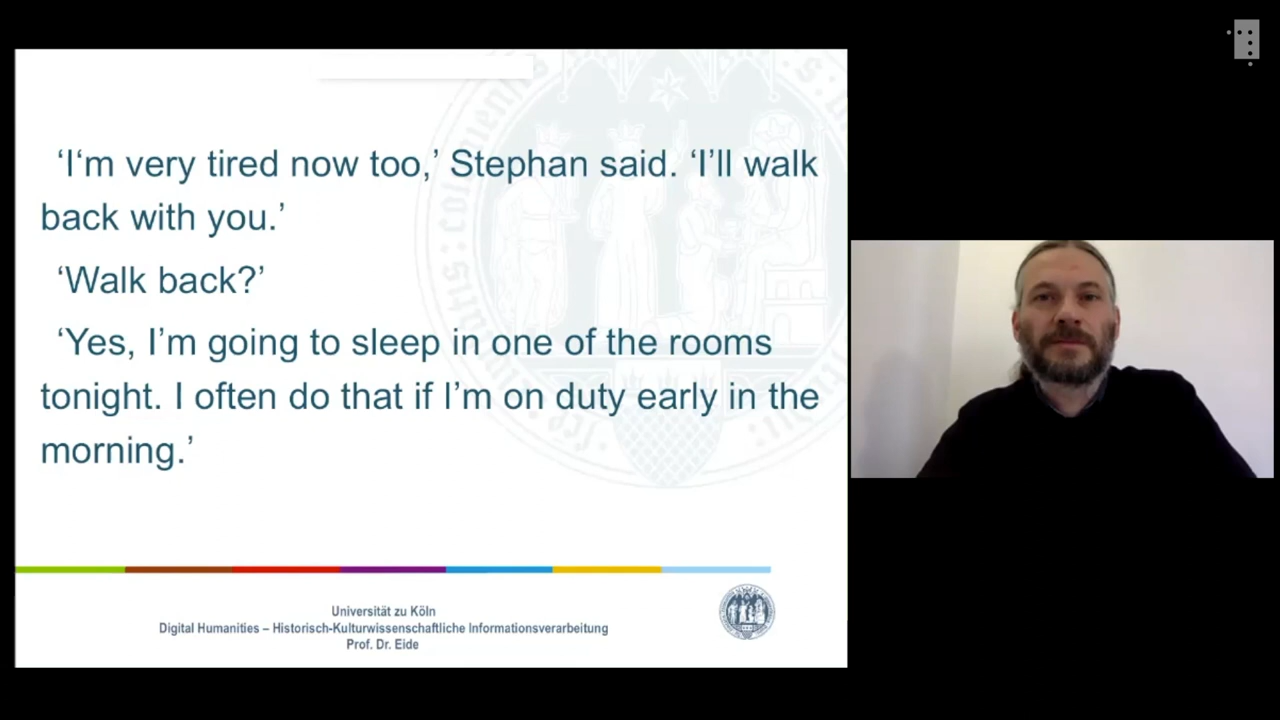 ‘I‘m very tired now too,’ Stephan said. ‘I’ll walk
back with you.’
‘Walk back?’
‘Yes, I’m going to sleep in one of the rooms
tonight. I often do that if I’m on duty early in the
morning.’
Universität zu Köln
Digital Humanities – Historisch-Kulturwissenschaftliche Informationsverarbeitung
Prof. Dr. Eide